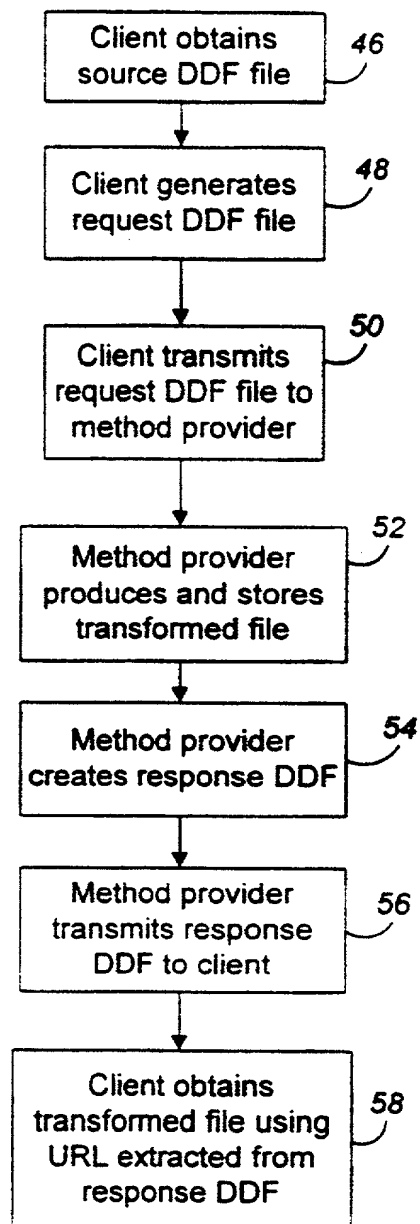 Client obtains
source DDF file
46
Client generates
request DDF file
48
50
Client transmits
request DDF file to
method provider
52
Method provider
produces and stores
transformed file
Method provider
creates response DDF
54
Method provider
transmits response
DDF to client
56
Client obtains
transformed file using
URL extracted from
response DDF
58